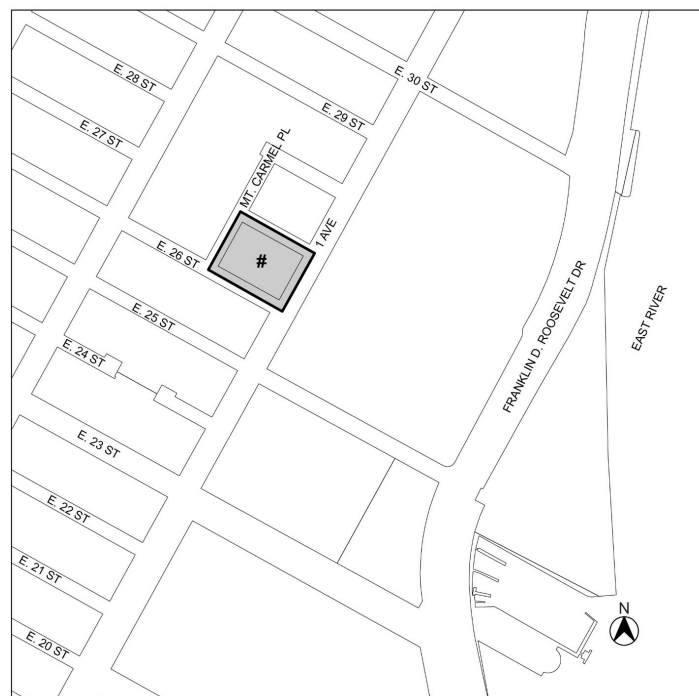 E. 30 ST
E. 28 ST
E. 29 ST
E. 27 ST
MT. CARMEL PL
1 AVE
E. 26 ST
#
E. 25 ST
FRANKLIN D. ROOSEVELT DR
EAST RIVER
E. 24 ST
E. 23 ST
E. 22 ST
E. 21 ST
E. 20 ST
N